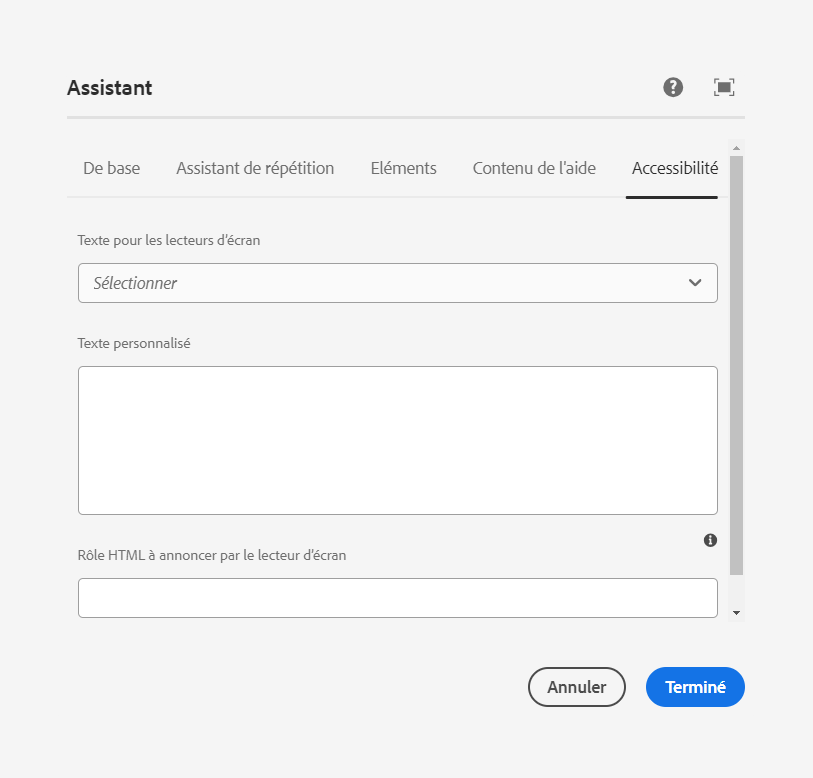 Assistant
De base Assistant de répétition Eléments Contenu de l'aide Accessibilité
Texte pour les lecteurs d'écran
Sélectionner
Texte personnalisé
Rôle HTML à annoncer par le lecteur d'écran
Annuler Terminé